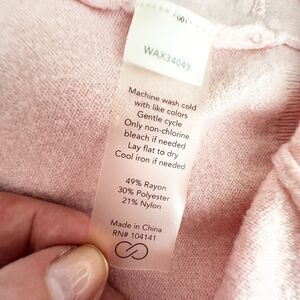 WAX34049
Machine wash cold
with like colors
Gentle cycle
Only non-chlorine
bleach if needed
Lay flat to dry
Cool iron if needed
49% Rayon
30% Polyester
21% Nylon
Made in China
RN# 104141